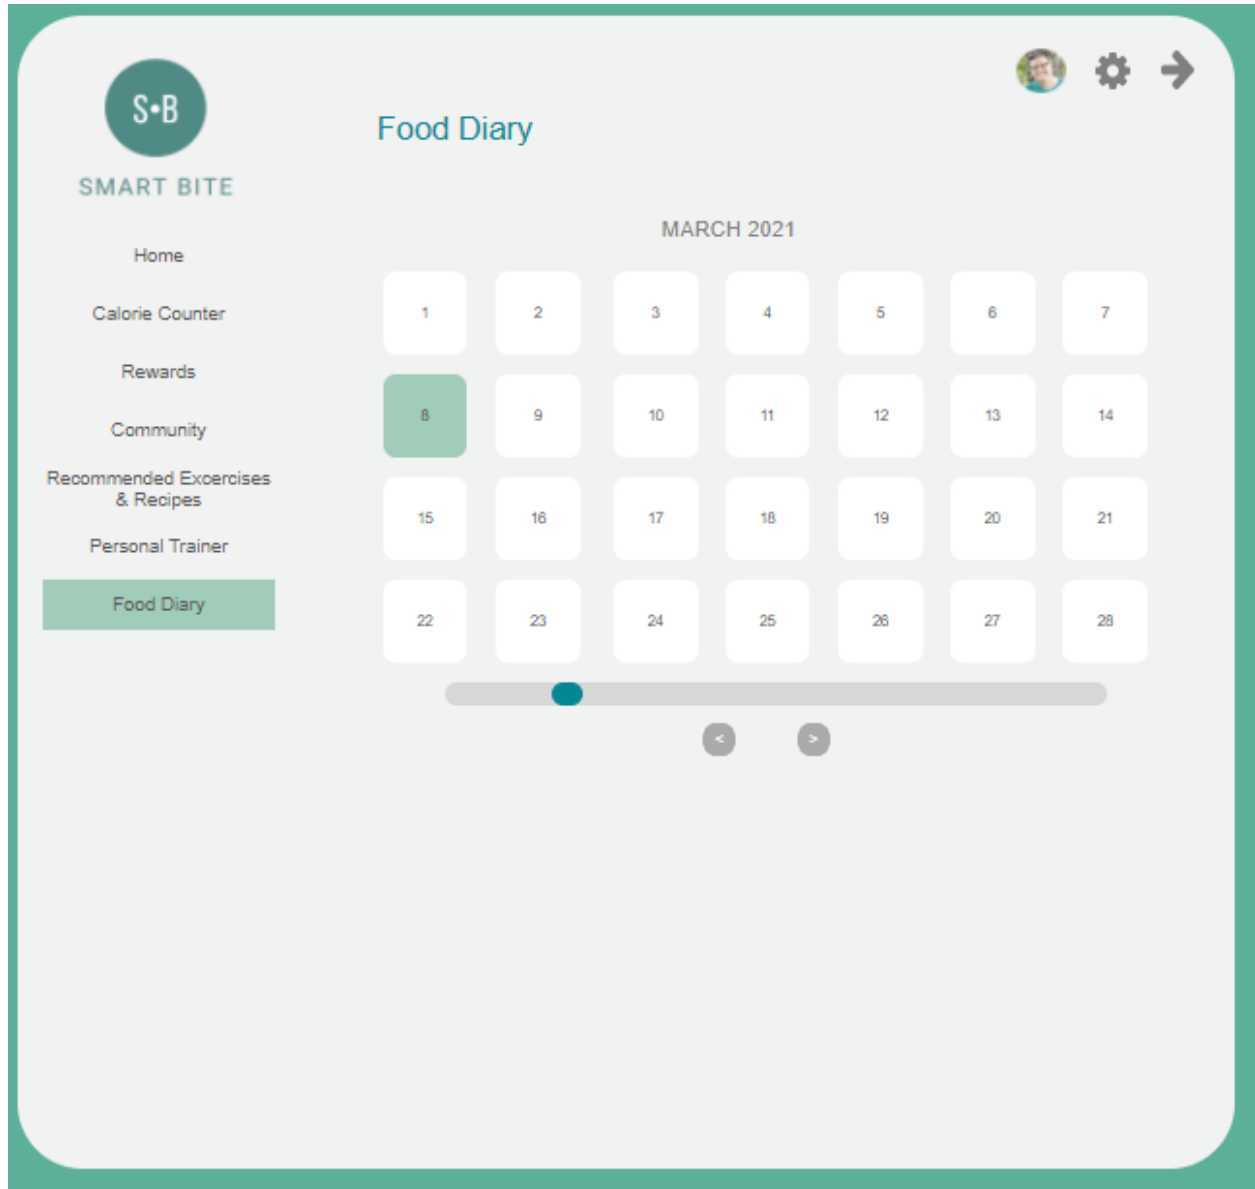 S•B
SMART BITE
Home
Calorie Counter
Rewards
Community
Recommended Excercises
& Recipes
Personal Trainer
Food Diary
Food Diary
MARCH 2021
1 2 3 4 5 6 7
8 9 10 11 12 13 14
15 16 17 18 19 20 21
22 23 24 25 26 27 28
< >